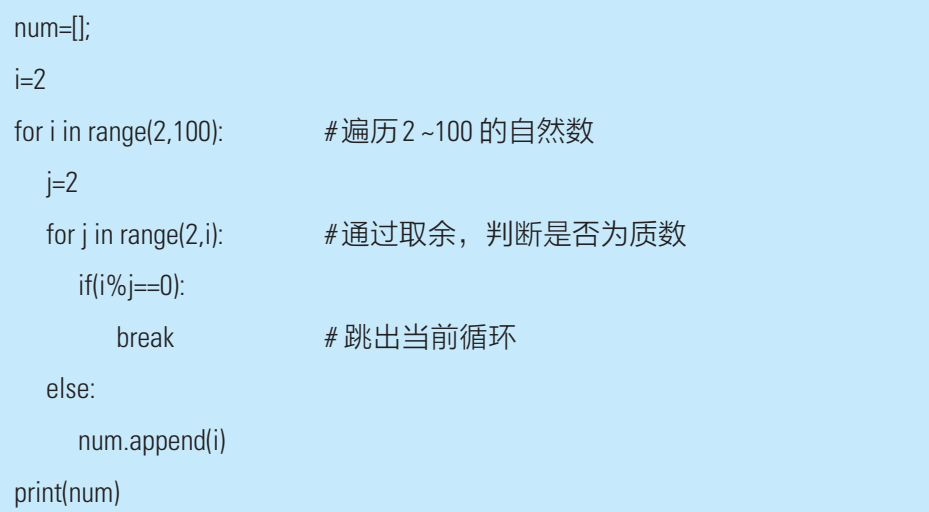 num=[];
i=2
for i in range(2,100): #遍历2 ~100 的自然数
j=2
for j in range(2,i): #通过取余，判断是否为质数
if(i%j==0):
break # 跳出当前循环
else:
num.append(i)
print(num)